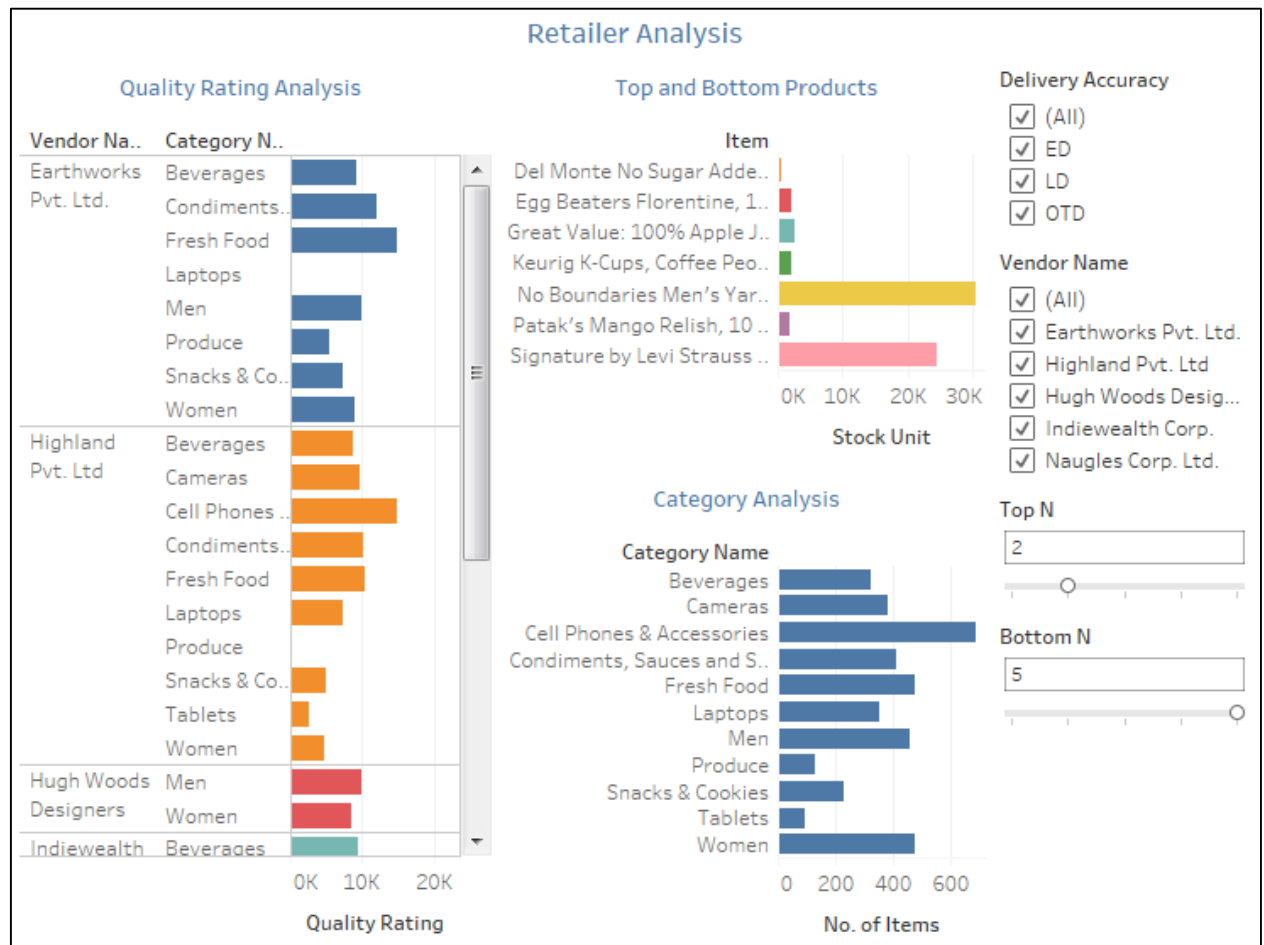 Retailer Analysis
Quality Rating Analysis
Vendor Na.. Category N..
Earthworks Pvt. Ltd.
Beverages
Condiments..
Fresh Food
Laptops
Men
Produce
Snacks & Co..
Women
Highland Pvt. Ltd
Beverages
Cameras
Cell Phones ..
Condiments..
Fresh Food
Laptops
Produce
Snacks & Co..
Tablets
Women
Hugh Woods Designers
Men
Women
Indiewealth
Beverages
0K 10K 20K
Quality Rating
Top and Bottom Products
Item
Del Monte No Sugar Adde..
Egg Beaters Florentine, 1..
Great Value: 100% Apple J..
Keurig K-Cups, Coffee Peo..
No Boundaries Men's Yar..
Patak's Mango Relish, 10 ..
Signature by Levi Strauss ..
0K 10K 20K 30K
Stock Unit
Category Analysis
Category Name
Beverages
Cameras
Cell Phones & Accessories
Condiments, Sauces and S..
Fresh Food
Laptops
Men
Produce
Snacks & Cookies
Tablets
Women
0 200 400 600
No. of Items
Delivery Accuracy
(All)
ED
LD
OTD
Vendor Name
(All)
Earthworks Pvt. Ltd.
Highland Pvt. Ltd
Hugh Woods Desig...
Indiewealth Corp.
Naugles Corp. Ltd.
Top N
2
Bottom N
5